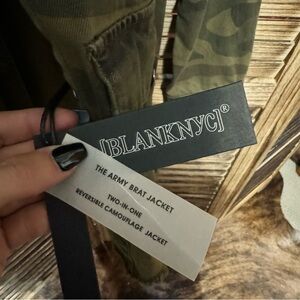 [BLANKNYC]®
THE ARMY BRAT JACKET
TWO-IN-ONE
REVERSIBLE CAMOUFLAGE JACKET